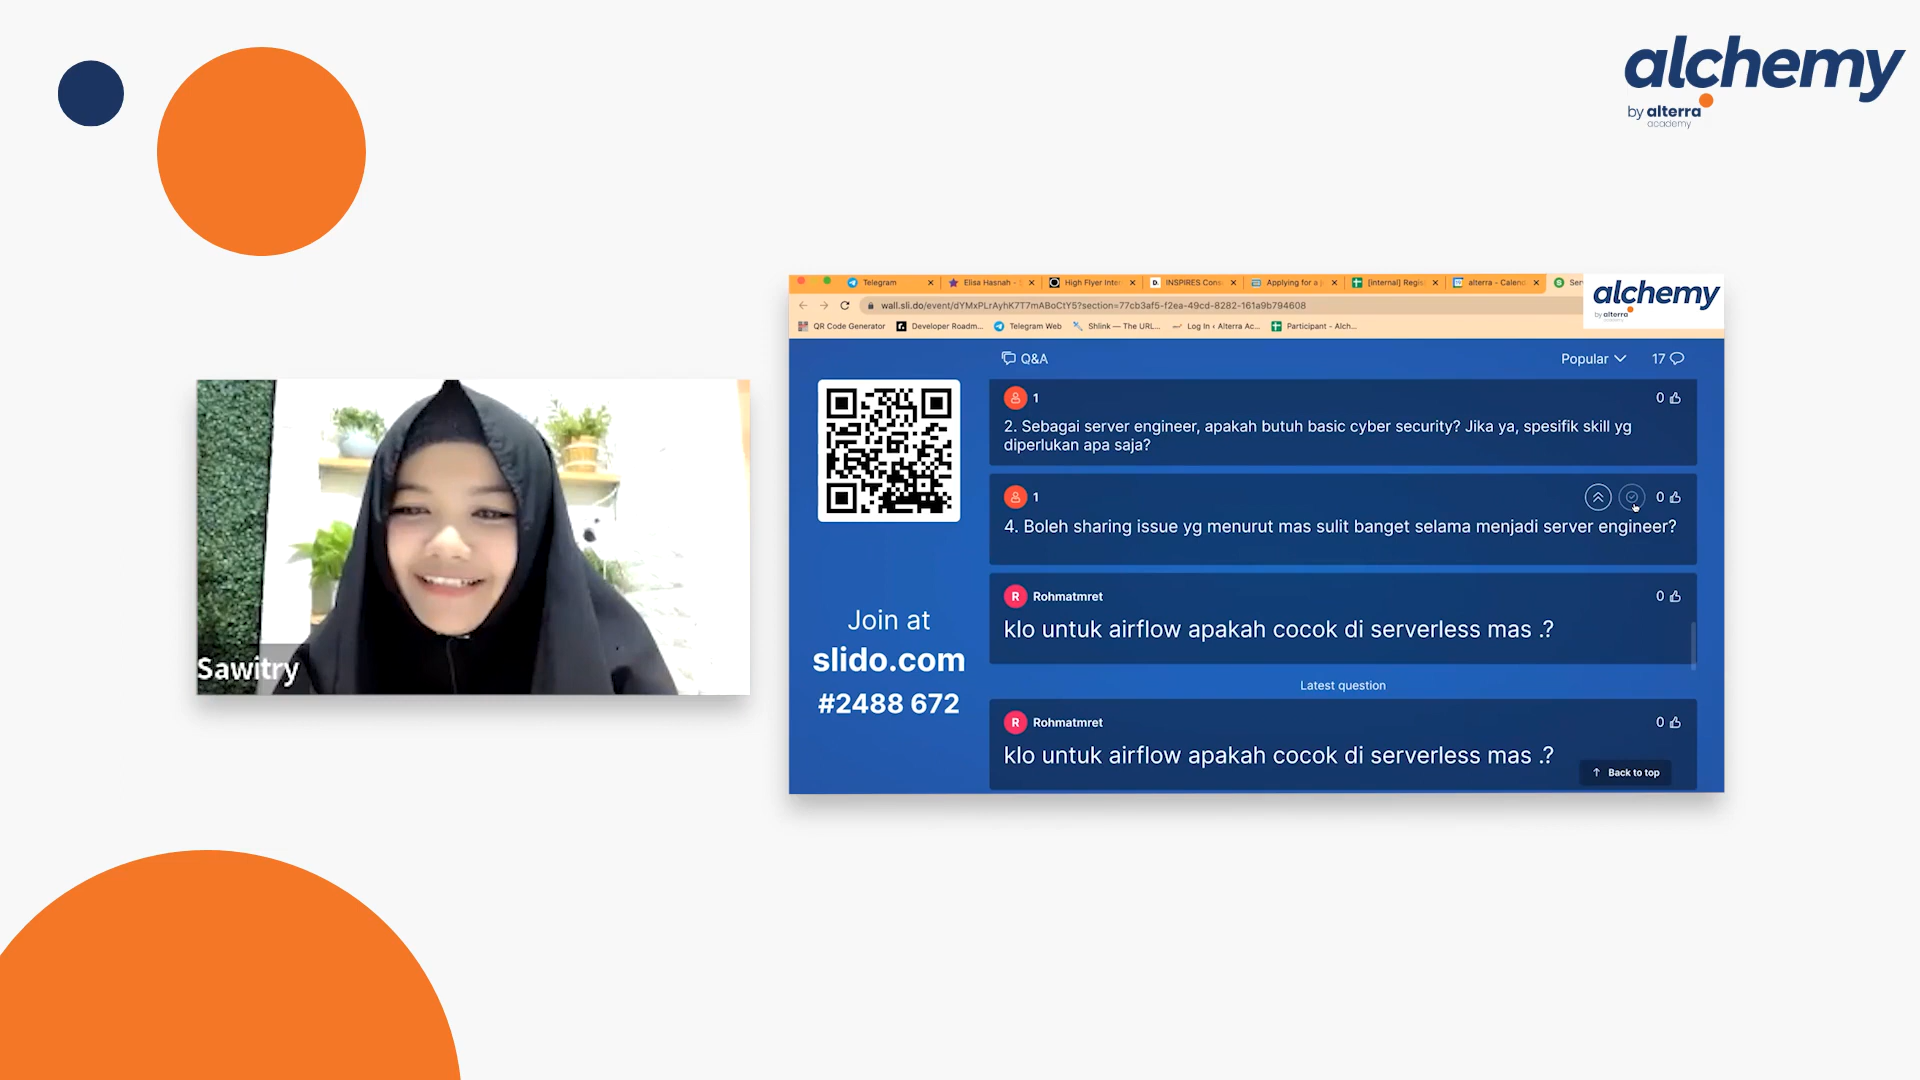 alchemy
by alterra
academy
Telegram
Elisa Hasnah -
High Flyer Inte
INSPIRES Cons
Applying for a
[internal] Regis
alterra - Calend
Sen
wall.sli.do/event/dYMxPLrAyhK7T7mABoCtY5?section=77cb3af5-f2ea-49cd-8282-161a9b794608
QR Code Generator
Developer Roadm...
Telegram Web
Shlink — The URL...
Log In ‹ Alterra Ac...
Participant - Alch...
alchemy
by alterra
academy
Q&A
Popular
17
1
0
2. Sebagai server engineer, apakah butuh basic cyber security? Jika ya, spesifik skill yg
diperlukan apa saja?
1
0
4. Boleh sharing issue yg menurut mas sulit banget selama menjadi server engineer?
R Rohmatmret
0
klo untuk airflow apakah cocok di serverless mas .?
Latest question
R Rohmatmret
0
klo untuk airflow apakah cocok di serverless mas .?
Back to top
Join at
slido.com
#2488 672
Sawitry